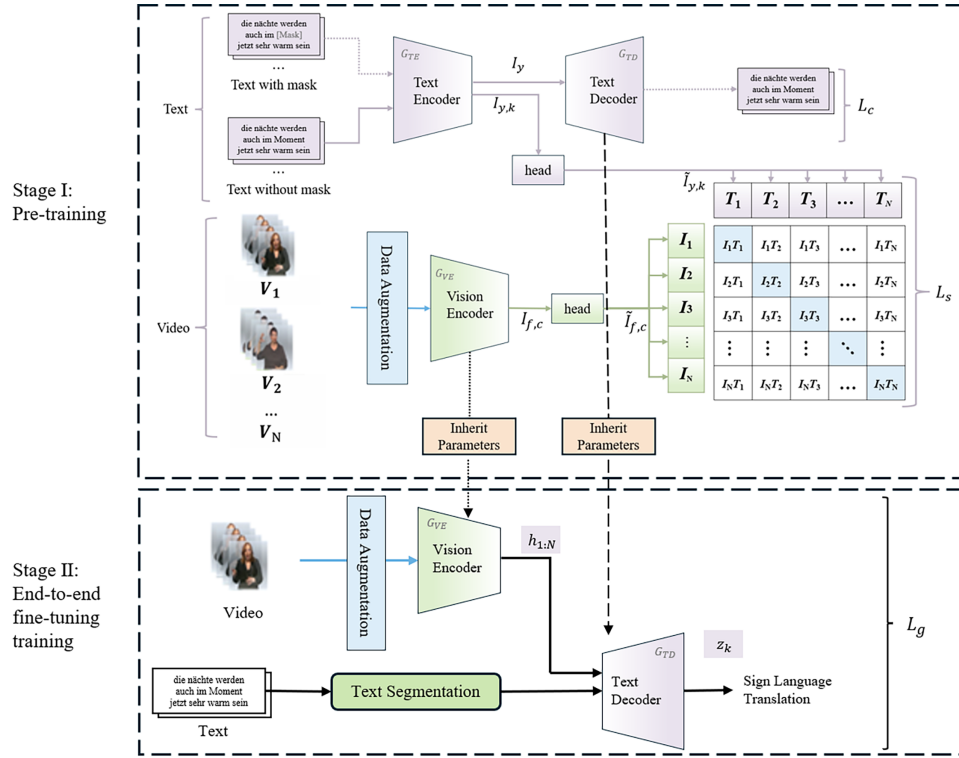 Stage I:
Pre-training
Text
die nächte werden
auch im [Mask]
jetzt sehr warm sein
...
Text with mask
die nächte werden
auch im Moment
jetzt sehr warm sein
...
Text without mask
G_TE
Text
Encoder
I_y
I_y,k
G_TD
Text
Decoder
die nächte werden
auch im Moment
jetzt sehr warm sein
L_c
head
Ĩ_y,k
T_1 T_2 T_3 ... T_N
Video
V_1
V_2
...
V_N
Data Augmentation
G_VE
Vision
Encoder
I_f,c
head
Ĩ_f,c
I_1 I_1T_1 I_1T_2 I_1T_3 ... I_1T_N
I_2 I_2T_1 I_2T_2 I_2T_3 ... I_2T_N
I_3 I_3T_1 I_3T_2 I_3T_3 ... I_3T_N
⋮ ⋮ ⋮ ⋮ ⋱ ⋮
I_N I_NT_1 I_NT_2 I_NT_3 ... I_NT_N
L_s
Inherit
Parameters
Inherit
Parameters
Stage II:
End-to-end
fine-tuning
training
Video
Data Augmentation
G_VE
Vision
Encoder
h_1:N
die nächte werden
auch im Moment
jetzt sehr warm sein
Text
Text Segmentation
G_TD
Text
Decoder
z_k
Sign Language
Translation
L_g